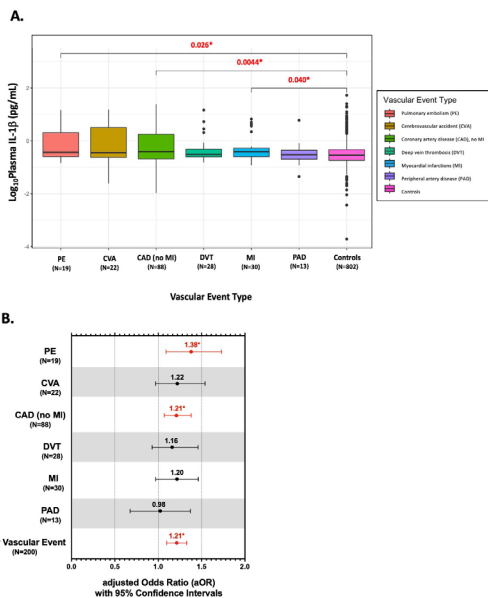 A.
0.026*
0.0044*
0.040*
Log₁₀Plasma IL-1β (pg/mL)
2
0
-2
-4
PE
(N=19)
CVA
(N=22)
CAD (no MI)
(N=88)
DVT
(N=28)
MI
(N=30)
PAD
(N=13)
Controls
(N=802)
Vascular Event Type
Vascular Event Type
Pulmonary embolism (PE)
Cerebrovascular accident (CVA)
Coronary artery disease (CAD), no MI
Deep vein thrombosis (DVT)
Myocardial infarctions (MI)
Peripheral artery disease (PAD)
Controls
B.
PE
(N=19)
1.38*
CVA
(N=22)
1.22
CAD (no MI)
(N=88)
1.21*
DVT
(N=28)
1.16
MI
(N=30)
1.20
PAD
(N=13)
0.98
Vascular Event
(N=200)
1.21*
0.0
0.5
1.0
1.5
2.0
adjusted Odds Ratio (aOR)
with 95% Confidence Intervals